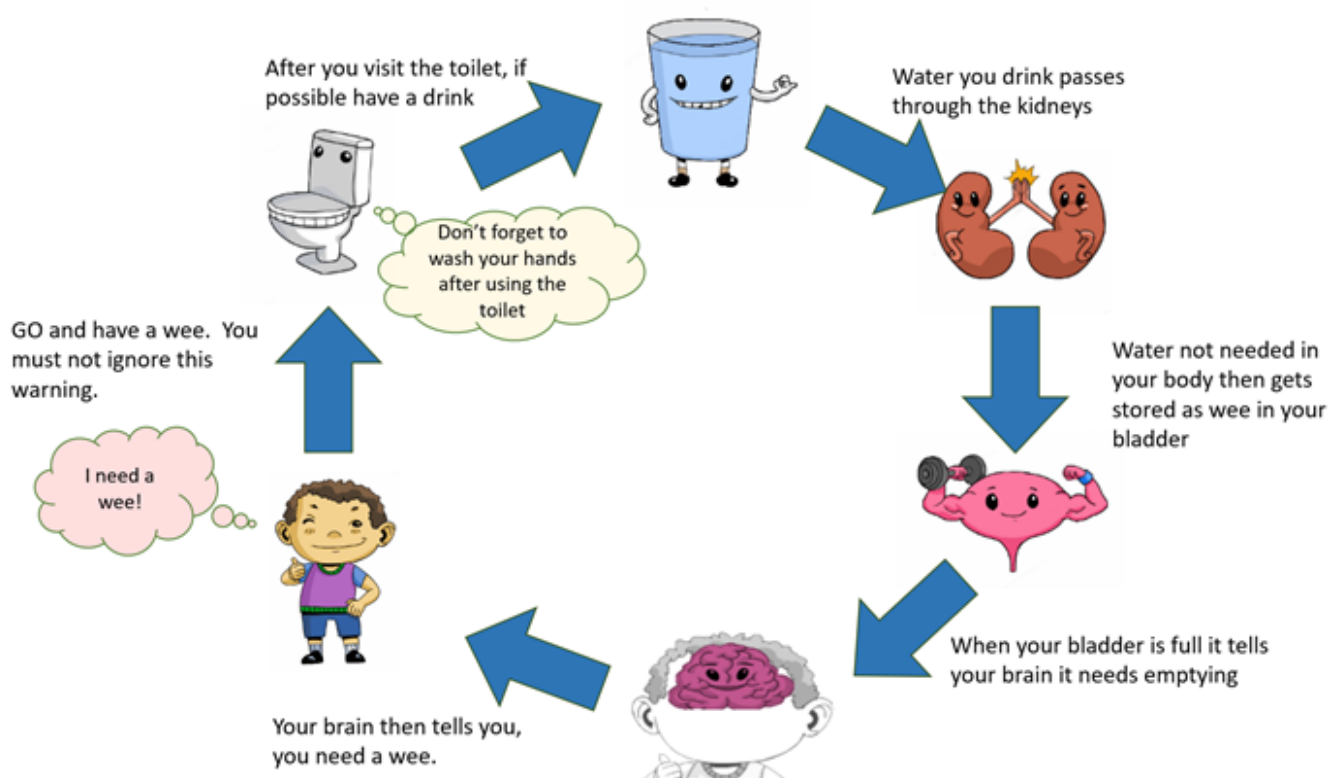 After you visit the toilet, if
possible have a drink
Water you drink passes
through the kidneys
Don't forget to
wash your hands
after using the
toilet
GO and have a wee.  You
must not ignore this
warning.
Water not needed in
your body then gets
stored as wee in your
bladder
I need a
wee!
When your bladder is full it tells
your brain it needs emptying
Your brain then tells you,
you need a wee.